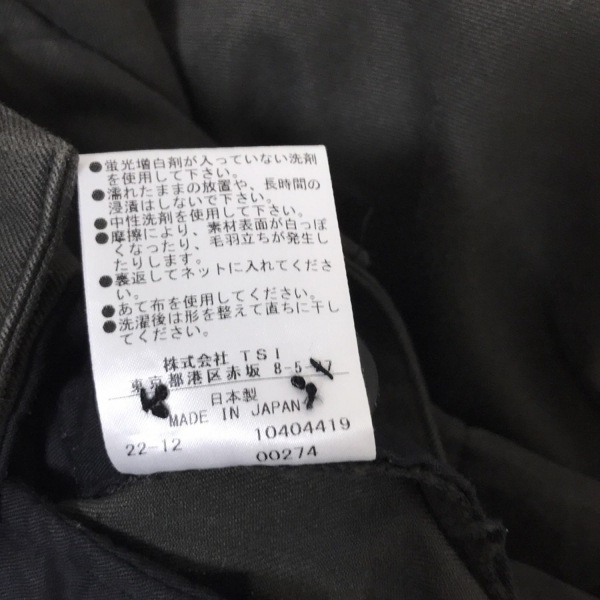 ●蛍光増白剤が入っていない洗剤
を使用して下さい。
●濡れたままの放置や、長時間の
浸漬はしないで下さい。
●中性洗剤を使用して下さい。
●摩擦により、素材表面が白っぽ
くなったり、毛羽立ちが発生し
たりします。
●裏返してネットに入れてくださ
い。
●あて布を使用してください。
●洗濯後は形を整えて直ちに干し
てください。
株式会社 TSI
東京都港区赤坂 8-5-27
日本製
MADE IN JAPAN
22-12 10404419
00274